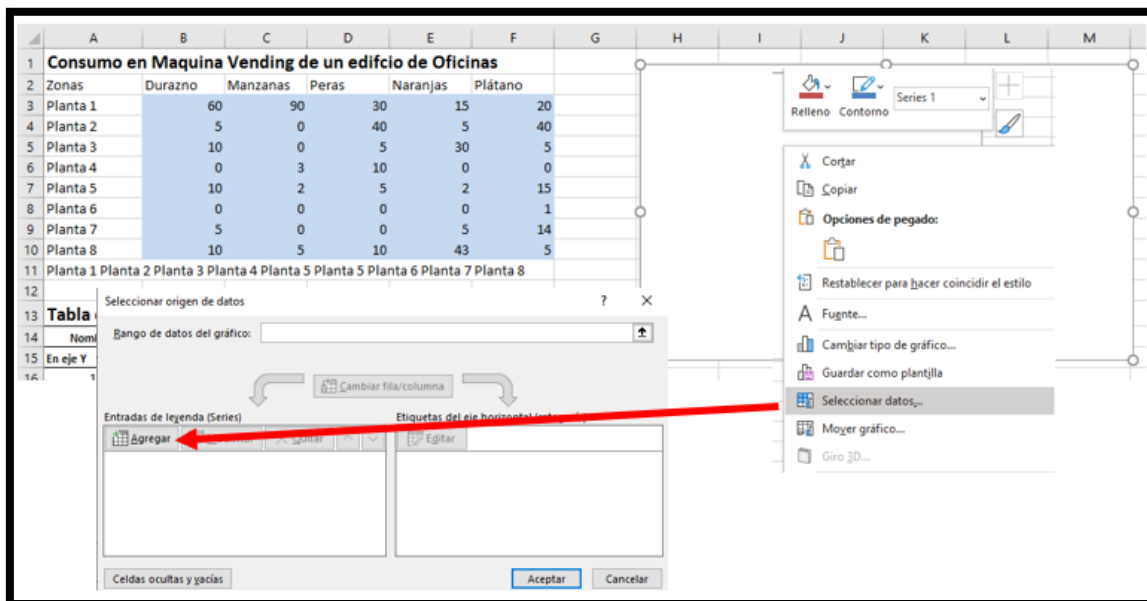 A B C D E F G H I J K L M
1 Consumo en Maquina Vending de un edifcio de Oficinas
2 Zonas Durazno Manzanas Peras Naranjas Plátano
3 Planta 1 60 90 30 15 20
4 Planta 2 5 0 40 5 40
5 Planta 3 10 0 5 30 5
6 Planta 4 0 3 10 0 0
7 Planta 5 10 2 5 2 15
8 Planta 6 0 0 0 0 1
9 Planta 7 5 0 0 5 14
10 Planta 8 10 5 10 43 5
11 Planta 1 Planta 2 Planta 3 Planta 4 Planta 5 Planta 5 Planta 6 Planta 7 Planta 8
12
13 Tabla
14 Nom
15 En eje Y
16 1
Seleccionar origen de datos ? ×
Rango de datos del gráfico:
Cambiar fila/columna
Entradas de leyenda (Series)
Agregar
Etiquetas del eje horizontal
Editar
Celdas ocultas y vacías
Aceptar Cancelar
Relleno Contorno
Series 1
Cortar
Copiar
Opciones de pegado:
Restablecer para hacer coincidir el estilo
Fuente...
Cambiar tipo de gráfico...
Guardar como plantilla
Seleccionar datos...
Mover gráfico...
Giro 3D...